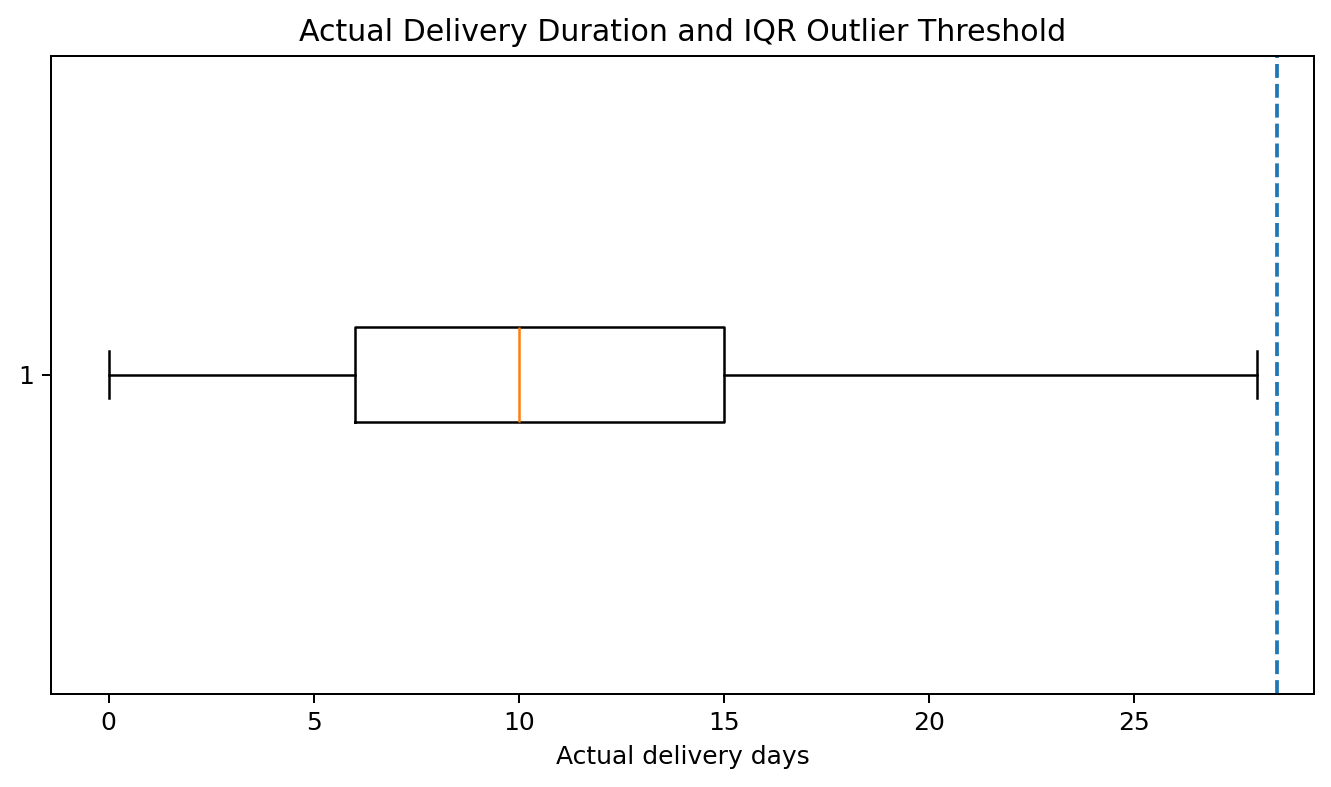 Actual Delivery Duration and IQR Outlier Threshold
1
0 5 10 15 20 25
Actual delivery days